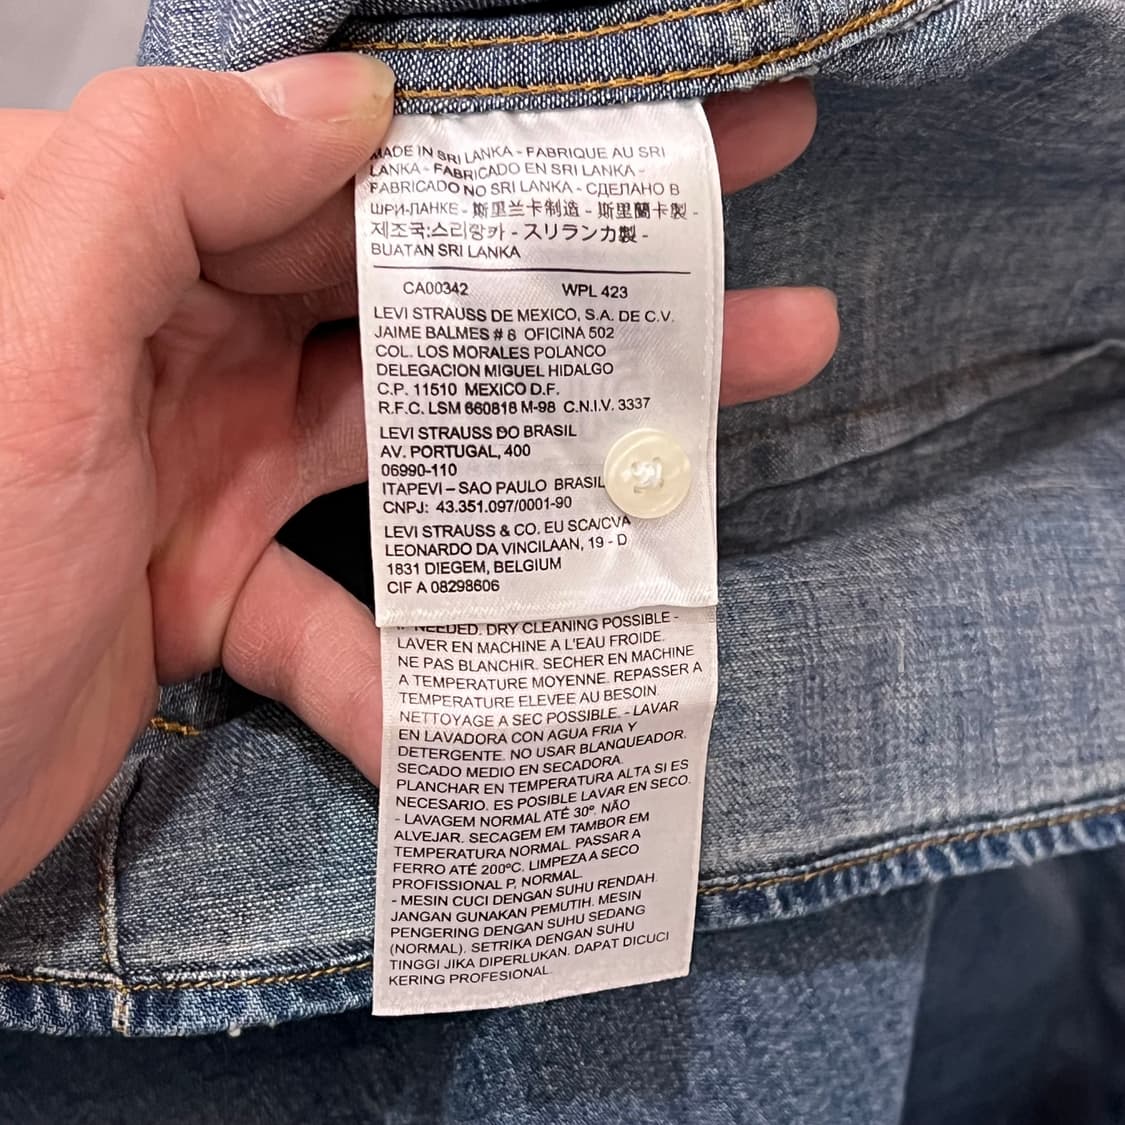 MADE IN SRI LANKA - FABRIQUE AU SRI
LANKA - FABRICADO EN SRI LANKA -
FABRICADO NO SRI LANKA - СДЕЛАНО В
ШРИ-ЛАНКЕ - 斯里兰卡制造 - 斯里蘭卡製 -
제조국:스리랑카 - スリランカ製 -
BUATAN SRI LANKA
CA00342 WPL 423
LEVI STRAUSS DE MEXICO, S.A. DE C.V.
JAIME BALMES # 8 OFICINA 502
COL. LOS MORALES POLANCO
DELEGACION MIGUEL HIDALGO
C.P. 11510 MEXICO D.F.
R.F.C. LSM 660818 M-98 C.N.I.V. 3337
LEVI STRAUSS DO BRASIL
AV. PORTUGAL, 400
06990-110
ITAPEVI – SAO PAULO BRASIL
CNPJ: 43.351.097/0001-90
LEVI STRAUSS & CO. EU SCA/CVA
LEONARDO DA VINCILAAN, 19 - D
1831 DIEGEM, BELGIUM
CIF A 08298606
IF NEEDED. DRY CLEANING POSSIBLE -
LAVER EN MACHINE A L'EAU FROIDE.
NE PAS BLANCHIR. SECHER EN MACHINE
A TEMPERATURE MOYENNE. REPASSER A
TEMPERATURE ELEVEE AU BESOIN.
NETTOYAGE A SEC POSSIBLE. - LAVAR
EN LAVADORA CON AGUA FRIA Y
DETERGENTE. NO USAR BLANQUEADOR.
SECADO MEDIO EN SECADORA.
PLANCHAR EN TEMPERATURA ALTA SI ES
NECESARIO. ES POSIBLE LAVAR EN SECO.
- LAVAGEM NORMAL ATÉ 30º. NÃO
ALVEJAR. SECAGEM EM TAMBOR EM
TEMPERATURA NORMAL. PASSAR A
FERRO ATÉ 200ºC. LIMPEZA A SECO
PROFISSIONAL P, NORMAL.
- MESIN CUCI DENGAN SUHU RENDAH.
JANGAN GUNAKAN PEMUTIH. MESIN
PENGERING DENGAN SUHU SEDANG
(NORMAL). SETRIKA DENGAN SUHU
TINGGI JIKA DIPERLUKAN. DAPAT DICUCI
KERING PROFESIONAL.